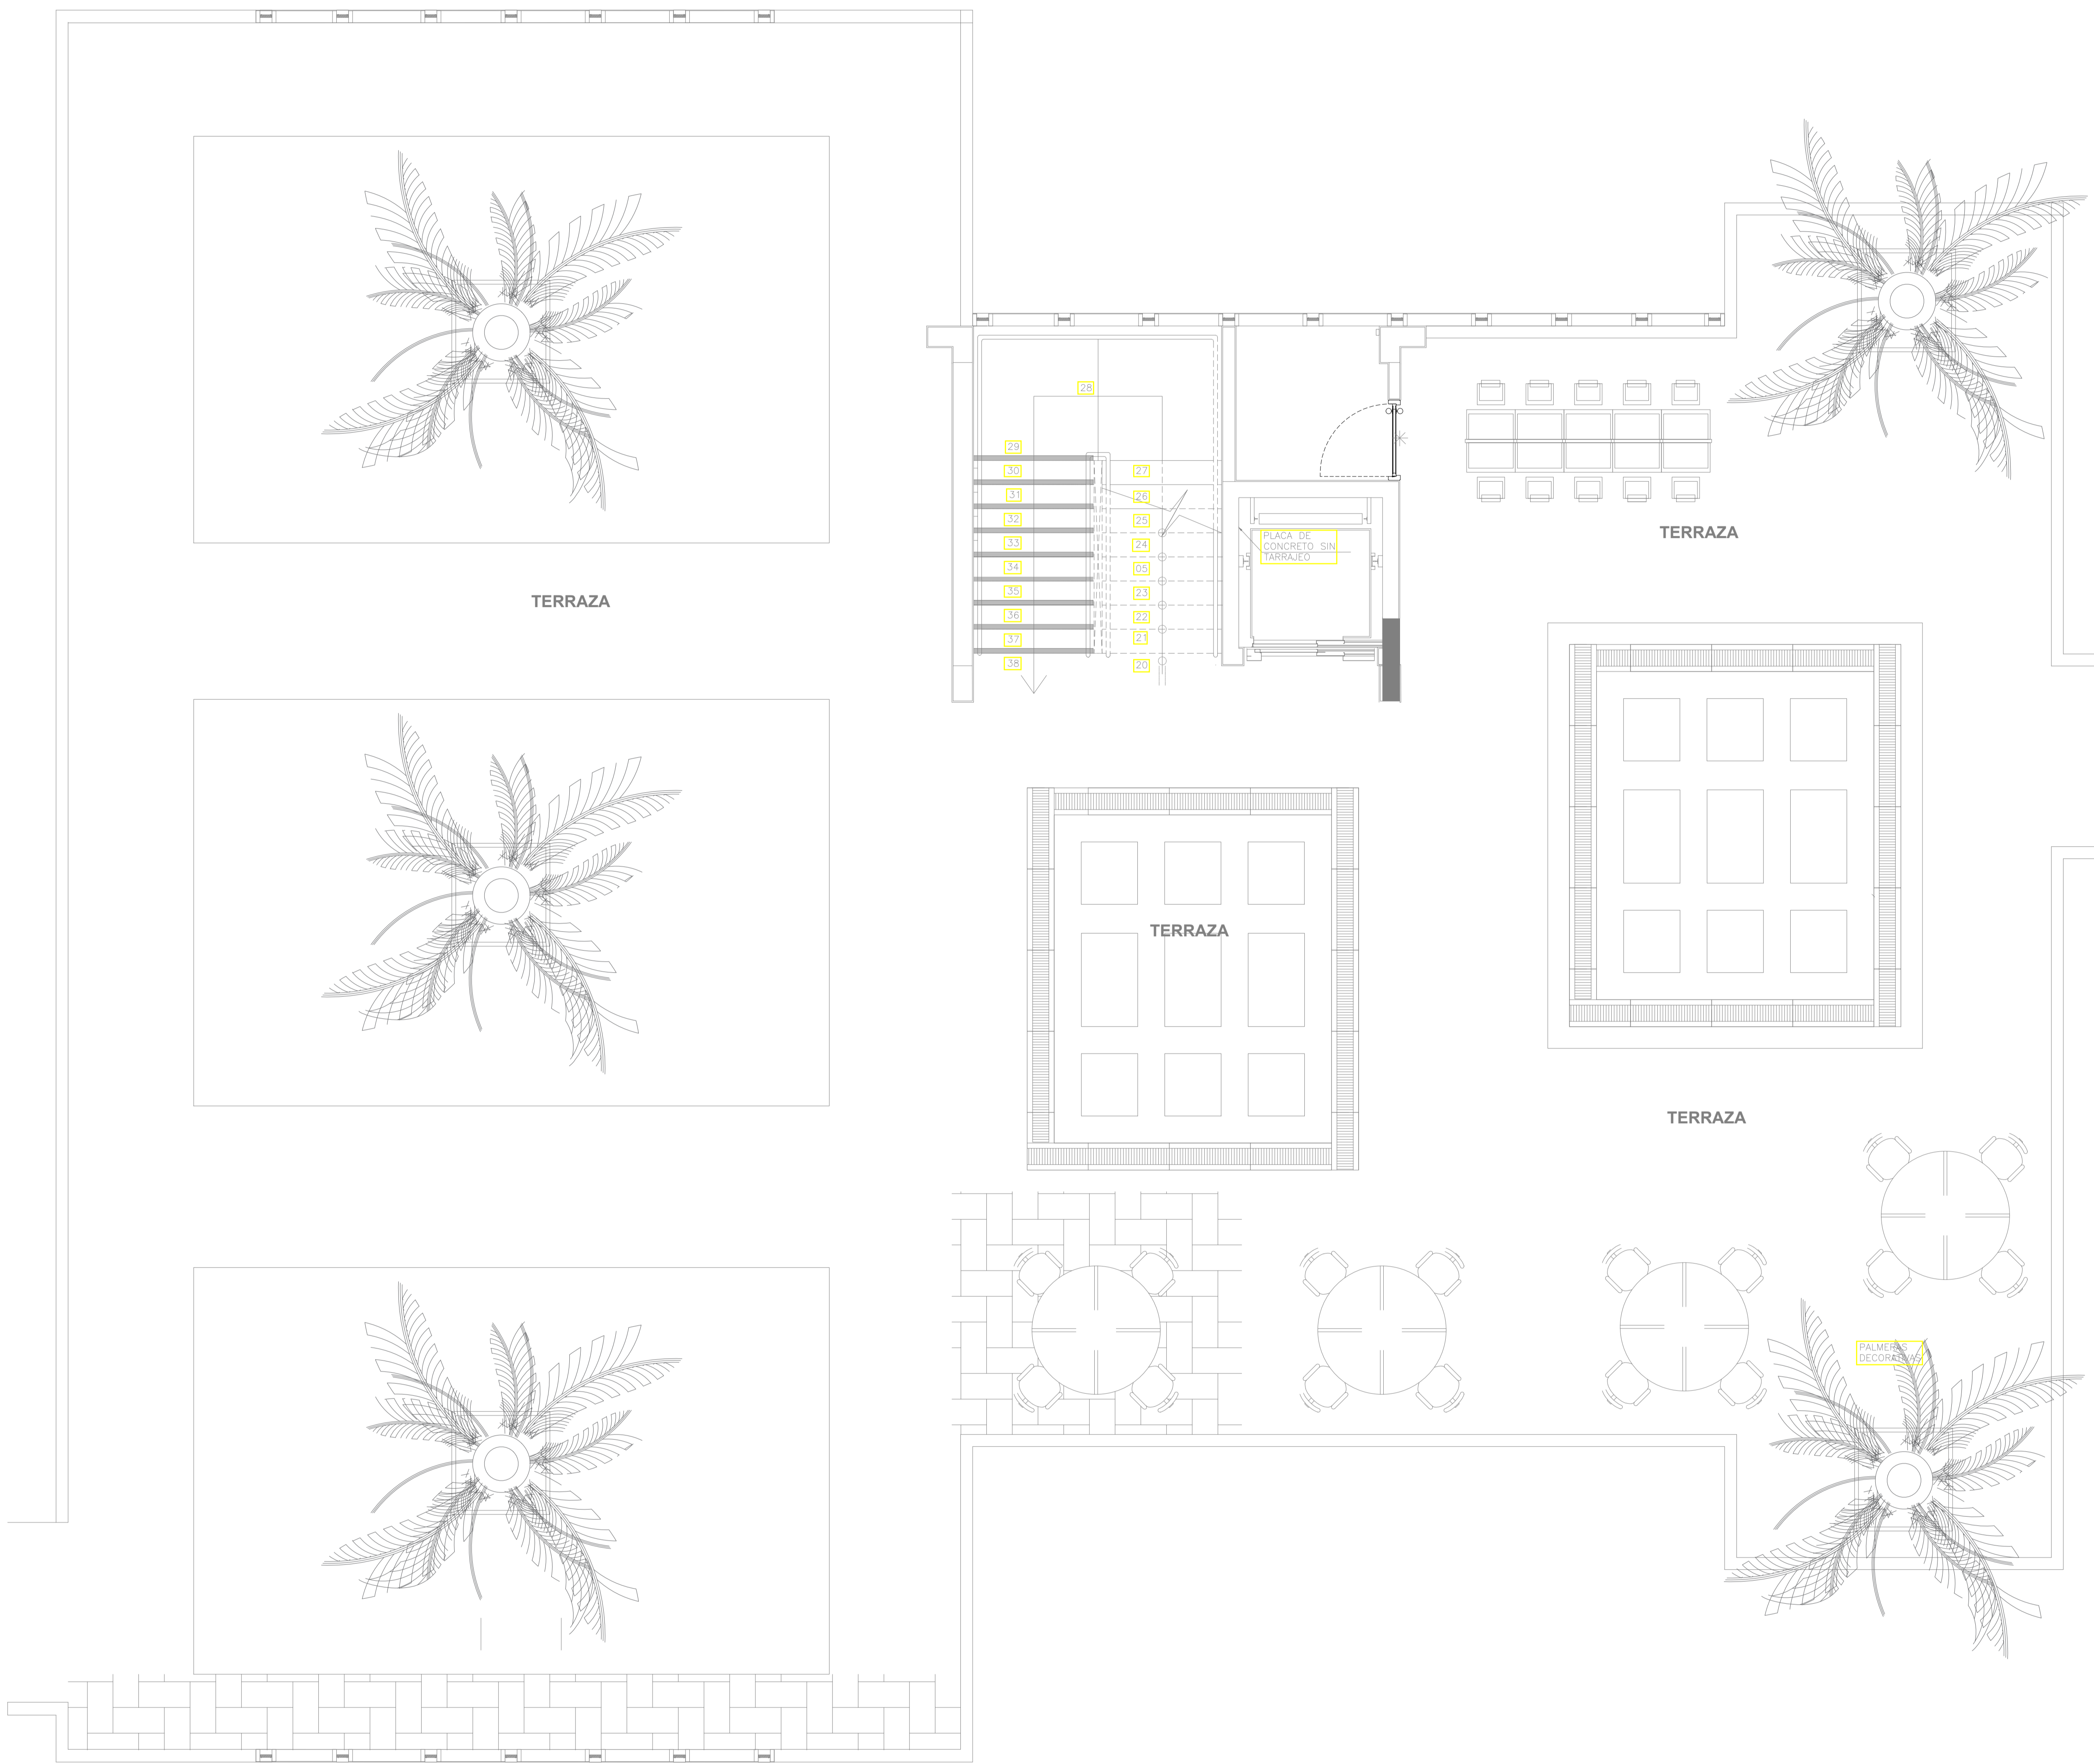 28
29
30
27
31
26
32
25
33
24
PLACA DE
CONCRETO SIN
TARRAJEO
TERRAZA
34
05
35
23
TERRAZA
36
22
37
21
38
20
TERRAZA
TERRAZA
PALMERAS
DECORATIVAS